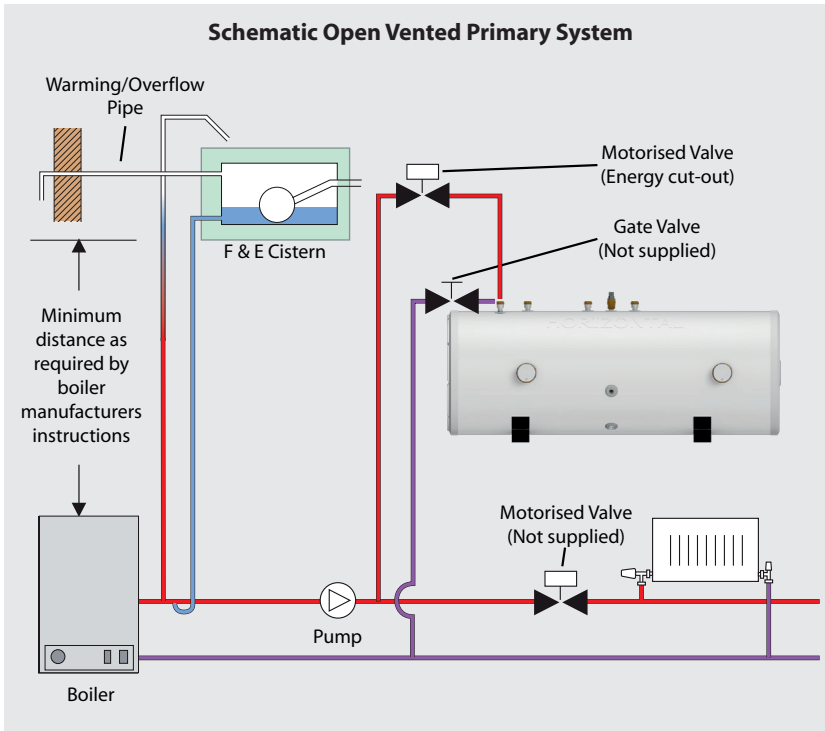 Schematic Open Vented Primary System
Warming/Overflow
Pipe
Motorised Valve
(Energy cut-out)
Gate Valve
(Not supplied)
F & E Cistern
HORIZONTAL
Minimum
distance as
required by
boiler
manufacturers
instructions
Motorised Valve
(Not supplied)
Pump
Boiler